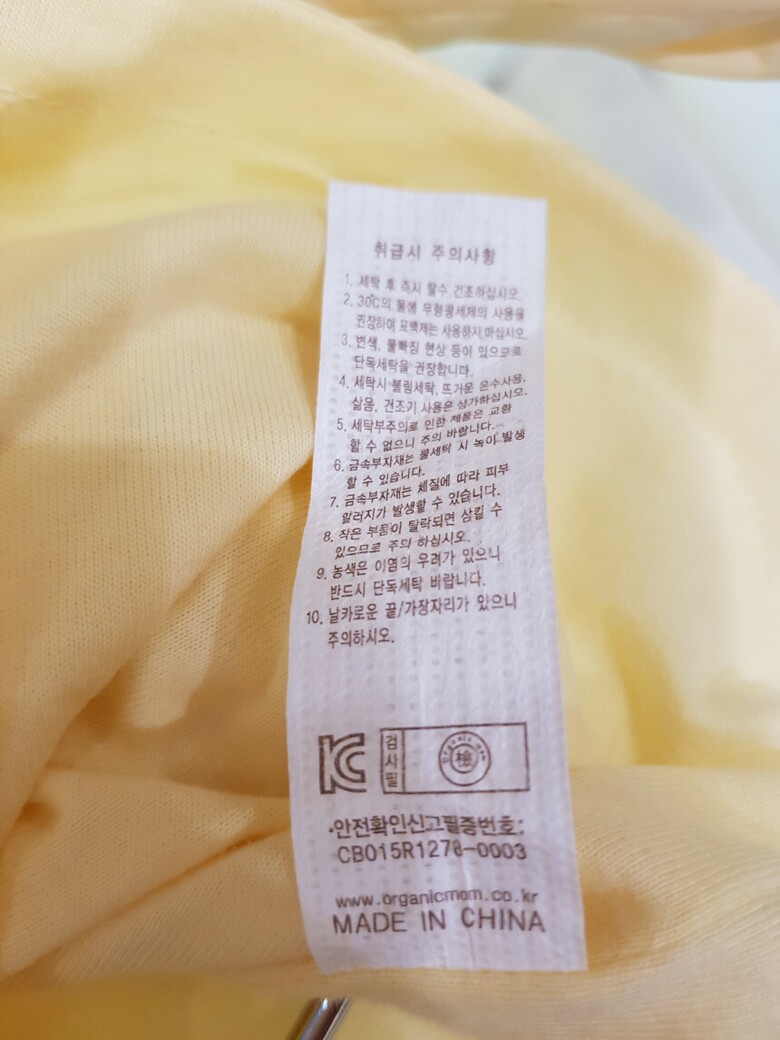 취급시 주의사항
1. 세탁 후 즉시 탈수 건조하십시오
2. 30℃의 물에 무형광세제의 사용을
권장하며 표백제는 사용하지 마십시오.
3. 변색, 물빠짐 현상 등이 있으므로
단독세탁을 권장합니다.
4. 세탁시 불림세탁, 뜨거운 온수사용,
삶음, 건조기 사용은 삼가하십시오.
5. 세탁부주의로 인한 제품은 교환
할 수 없으니 주의 바랍니다.
6. 금속부자재는 물세탁 시 녹이 발생
할 수 있습니다.
7. 금속부자재는 체질에 따라 피부
알러지가 발생할 수 있습니다.
8. 작은 부품이 탈락되면 삼킬 수
있으므로 주의 하십시오.
9. 농색은 이염의 우려가 있으니
반드시 단독세탁 바랍니다.
10. 날카로운 끝/가장자리가 있으니
주의하시오.
KC 검사필 Organic mom 檢
·안전확인신고필증번호:
CB015R1278-0003
www.organicmom.co.kr
MADE IN CHINA